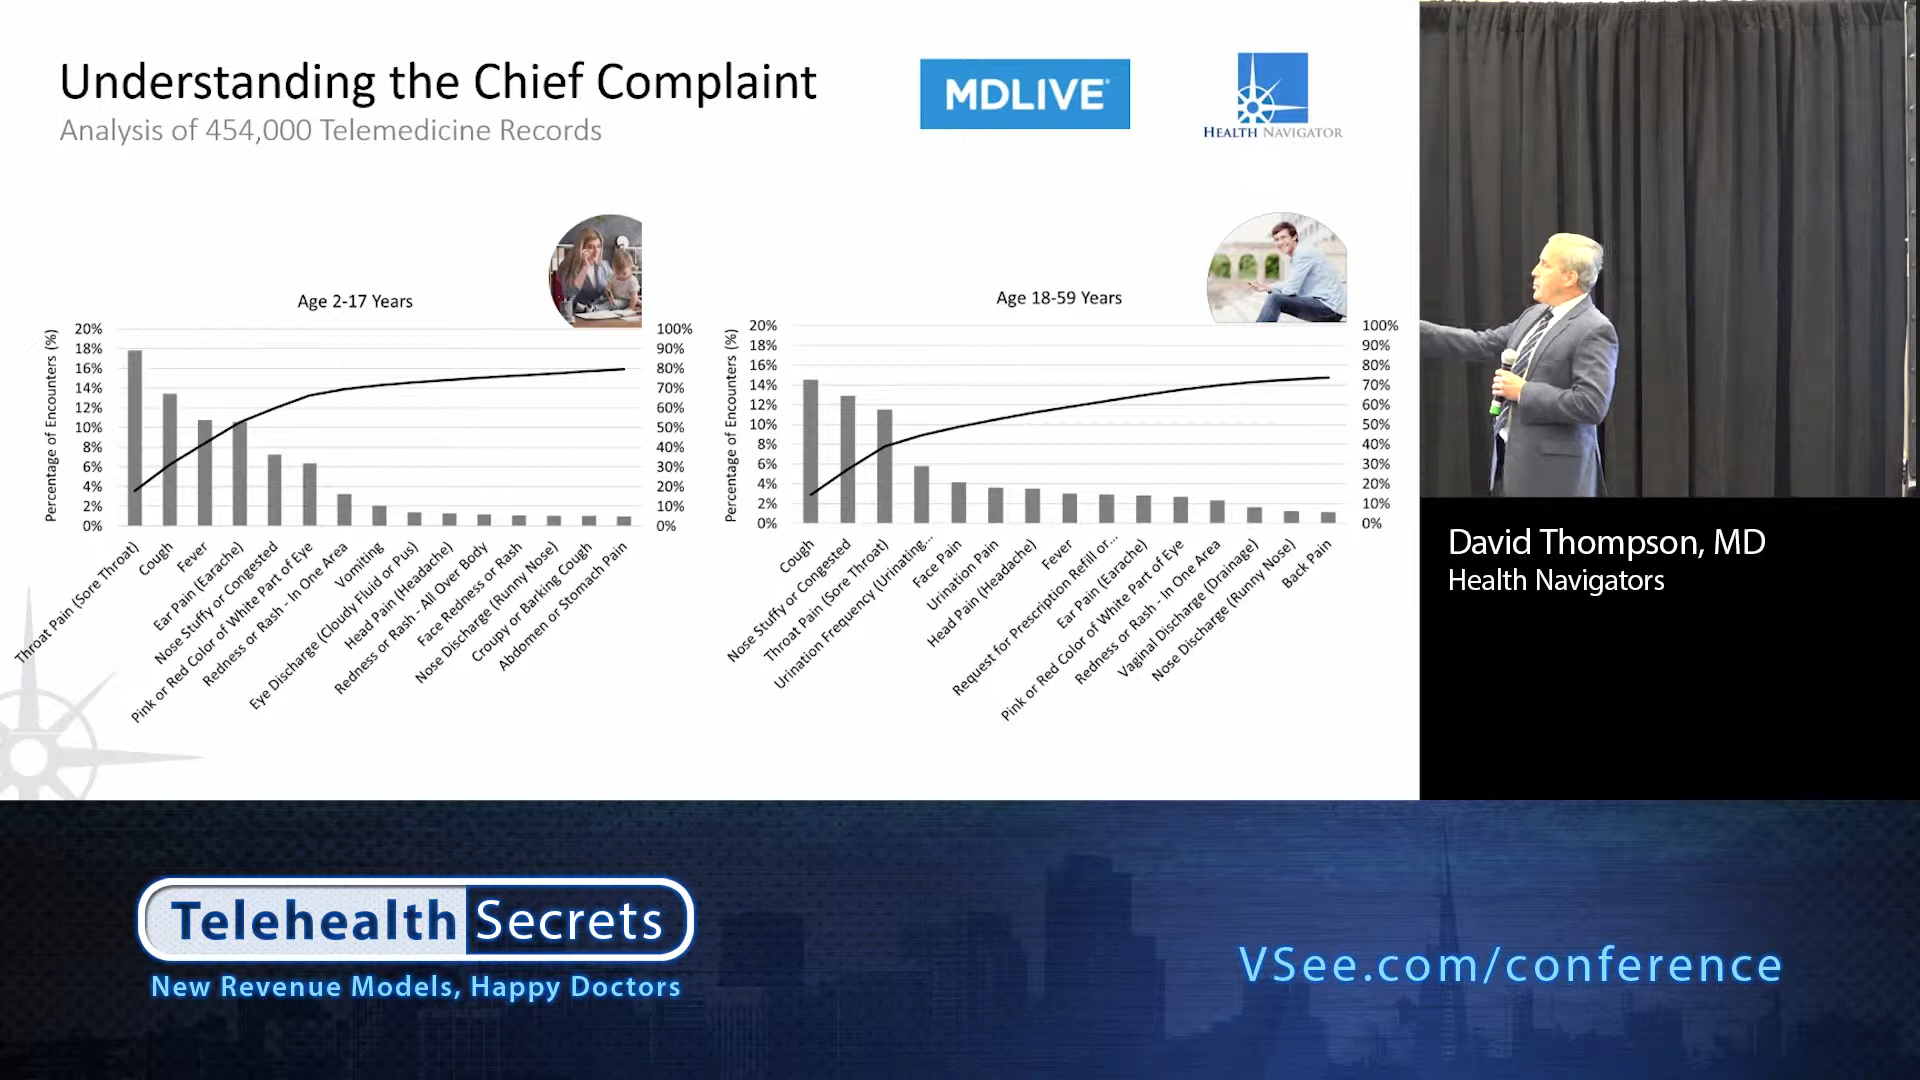 Understanding the Chief Complaint
Analysis of 454,000 Telemedicine Records
MDLIVE®
HEALTH NAVIGATOR
Age 2-17 Years
Percentage of Encounters (%)
20%
18%
16%
14%
12%
10%
8%
6%
4%
2%
0%
100%
90%
80%
70%
60%
50%
40%
30%
20%
10%
0%
Throat Pain (Sore Throat)
Cough
Fever
Ear Pain (Earache)
Nose Stuffy or Congested
Pink or Red Color of White Part of Eye
Redness or Rash - In One Area
Vomiting
Eye Discharge (Cloudy Fluid or Pus)
Head Pain (Headache)
Redness or Rash - All Over Body
Face Redness or Rash
Nose Discharge (Runny Nose)
Croupy or Barking Cough
Abdomen or Stomach Pain
Age 18-59 Years
Percentage of Encounters (%)
20%
18%
16%
14%
12%
10%
8%
6%
4%
2%
0%
100%
90%
80%
70%
60%
50%
40%
30%
20%
10%
0%
Cough
Nose Stuffy or Congested
Throat Pain (Sore Throat)
Urination Frequency (Urinating...
Face Pain
Urination Pain
Head Pain (Headache)
Fever
Request for Prescription Refill or...
Ear Pain (Earache)
Pink or Red Color of White Part of Eye
Redness or Rash - In One Area
Vaginal Discharge (Drainage)
Nose Discharge (Runny Nose)
Back Pain
David Thompson, MD
Health Navigators
Telehealth Secrets
New Revenue Models, Happy Doctors
VSee.com/conference